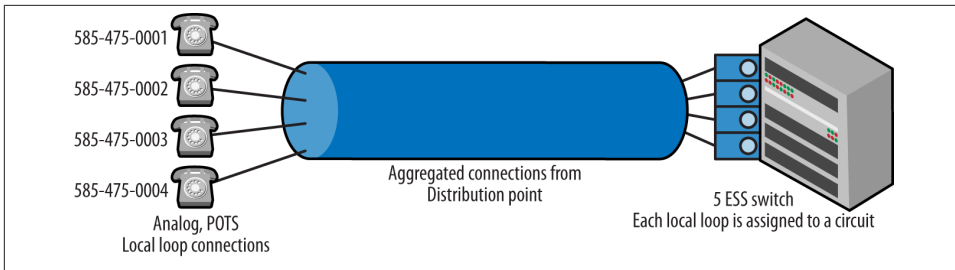 585-475-0001
585-475-0002
585-475-0003
585-475-0004
Analog, POTS
Local loop connections
Aggregated connections from
Distribution point
5 ESS switch
Each local loop is assigned to a circuit